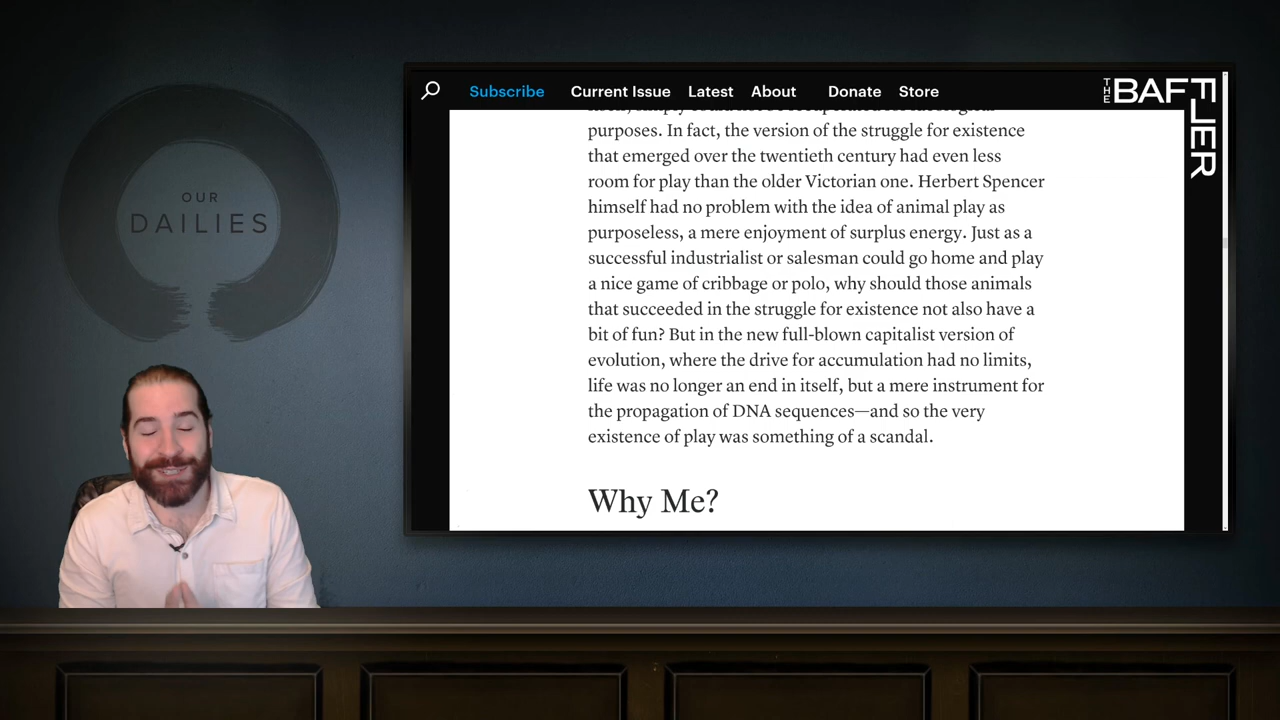 OUR
DAILIES
Subscribe
Current Issue
Latest
About
Donate
Store
THE BAFFLER
purposes. In fact, the version of the struggle for existence
that emerged over the twentieth century had even less
room for play than the older Victorian one. Herbert Spencer
himself had no problem with the idea of animal play as
purposeless, a mere enjoyment of surplus energy. Just as a
successful industrialist or salesman could go home and play
a nice game of cribbage or polo, why should those animals
that succeeded in the struggle for existence not also have a
bit of fun? But in the new full-blown capitalist version of
evolution, where the drive for accumulation had no limits,
life was no longer an end in itself, but a mere instrument for
the propagation of DNA sequences—and so the very
existence of play was something of a scandal.
Why Me?